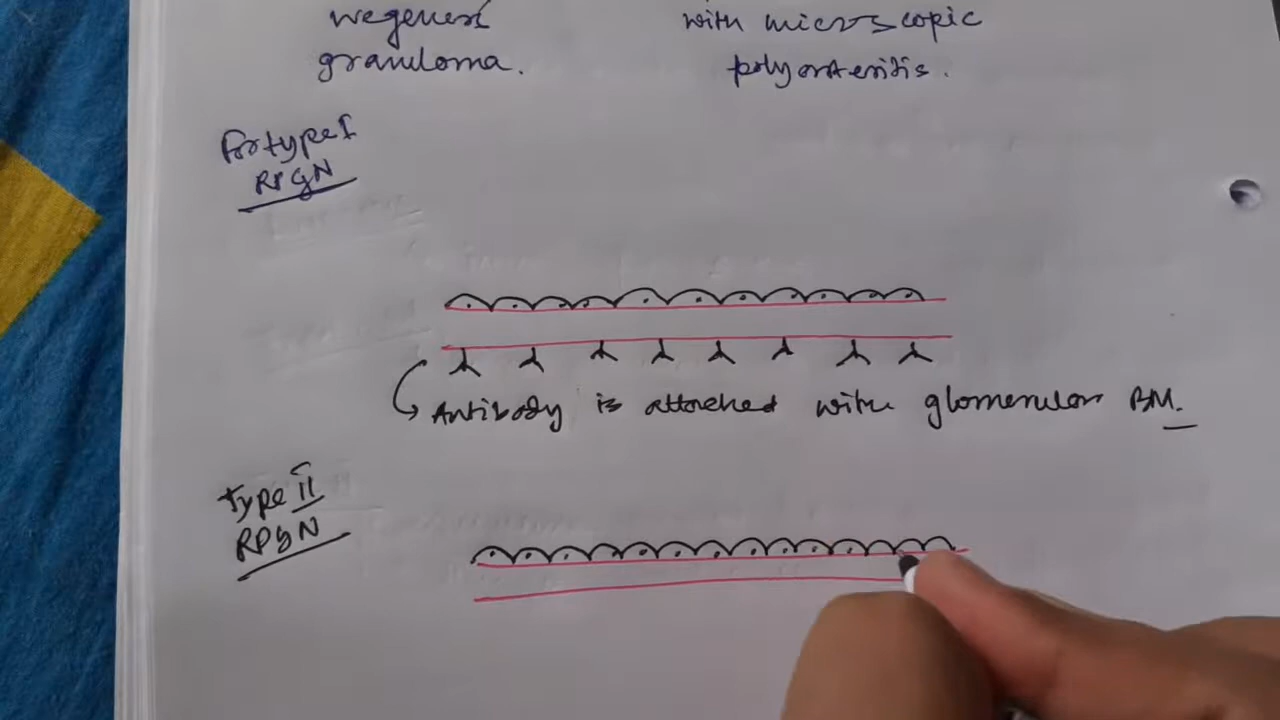 wegeners
granuloma.
with microscopic
polyarteritis.
For type I
RPGN
Antibody is attached with glomerular BM.
type II
RPGN